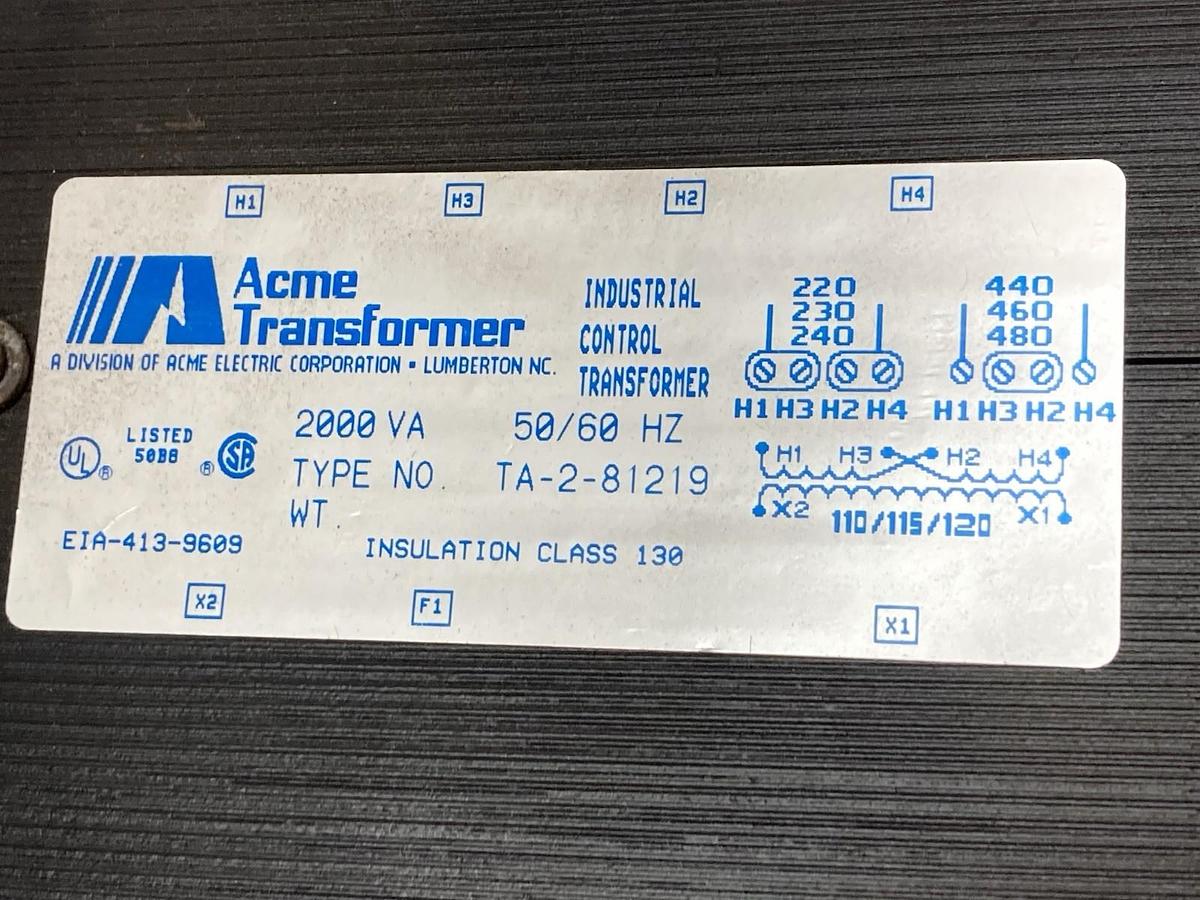 H1 H3 H2 H4
Acme
Transformer
A DIVISION OF ACME ELECTRIC CORPORATION ▪ LUMBERTON NC.
INDUSTRIAL
CONTROL
TRANSFORMER
220
230
240
H1 H3 H2 H4
440
460
480
H1 H3 H2 H4
UL ®
LISTED
50B8
® SA
2000 VA 50/60 HZ
TYPE NO. TA-2-81219
WT.
H1 H3 H2 H4
X2 110/115/120 X1
EIA-413-9609
INSULATION CLASS 130
X2 F1 X1